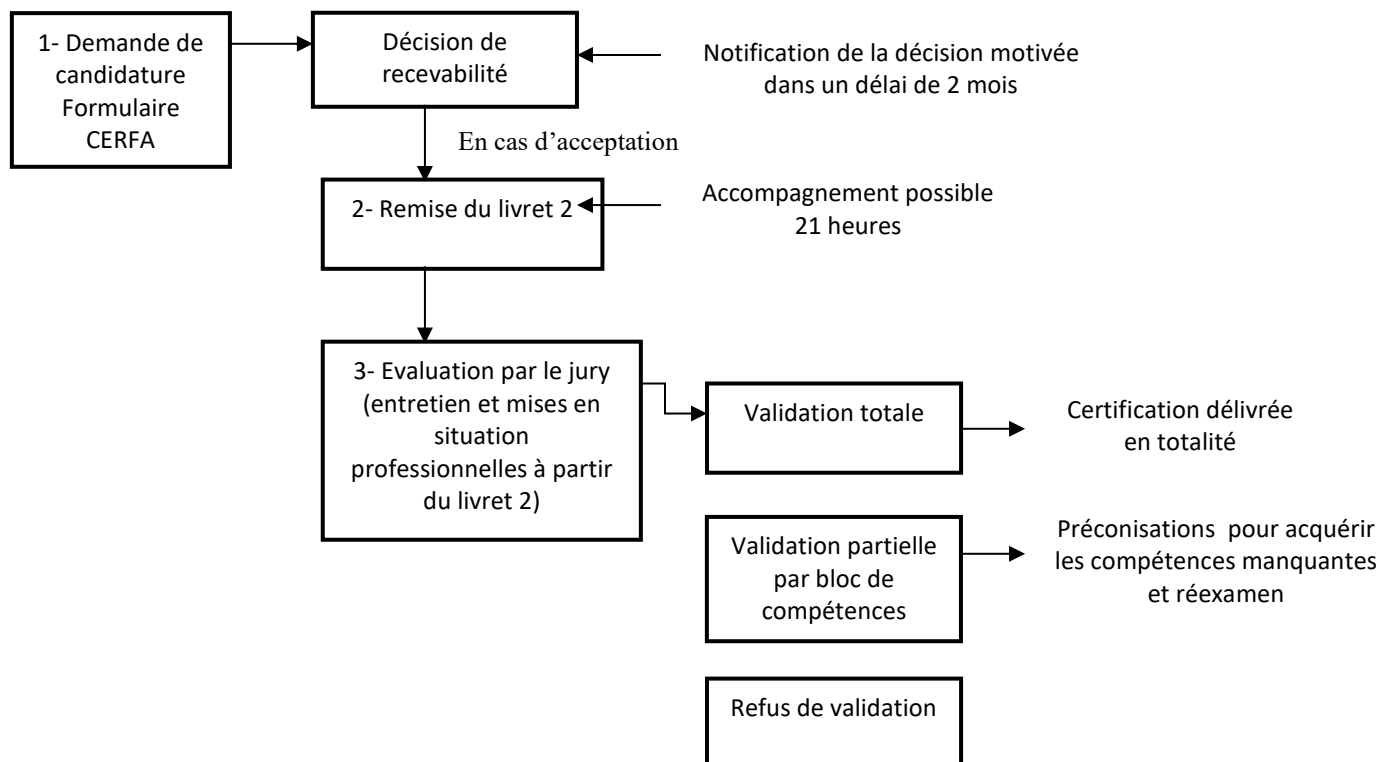 1- Demande de
candidature
Formulaire
CERFA
Décision de
recevabilité
Notification de la décision motivée
dans un délai de 2 mois
En cas d’acceptation
2- Remise du livret 2
Accompagnement possible
21 heures
3- Evaluation par le jury
(entretien et mises en
situation
professionnelles à partir
du livret 2)
Validation totale
Certification délivrée
en totalité
Validation partielle
par bloc de
compétences
Préconisations pour acquérir
les compétences manquantes
et réexamen
Refus de validation